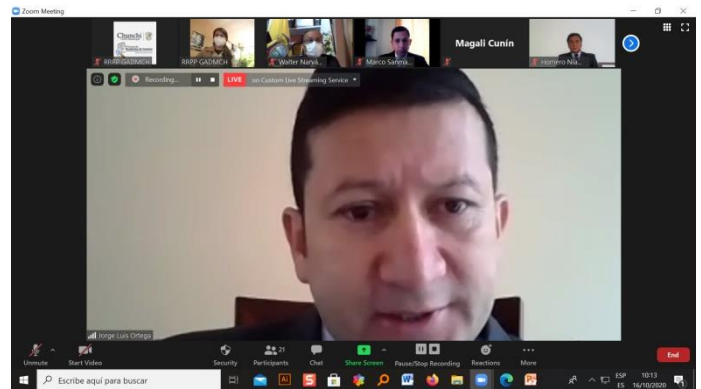 Zoom Meeting
Chunchi
RRPP GADMCH
RRPP GADMCH
Walter Narvá...
Marco Sanma...
Magali Cunín
Homero Nia...
Recording...
LIVE
on Custom Live Streaming Service
Jorge Luis Ortega
Unmute
Start Video
Security
21
Participants
Chat
Share Screen
Pause/Stop Recording
Reactions
More
End
Escribe aquí para buscar
ESP
10:13
16/10/2020